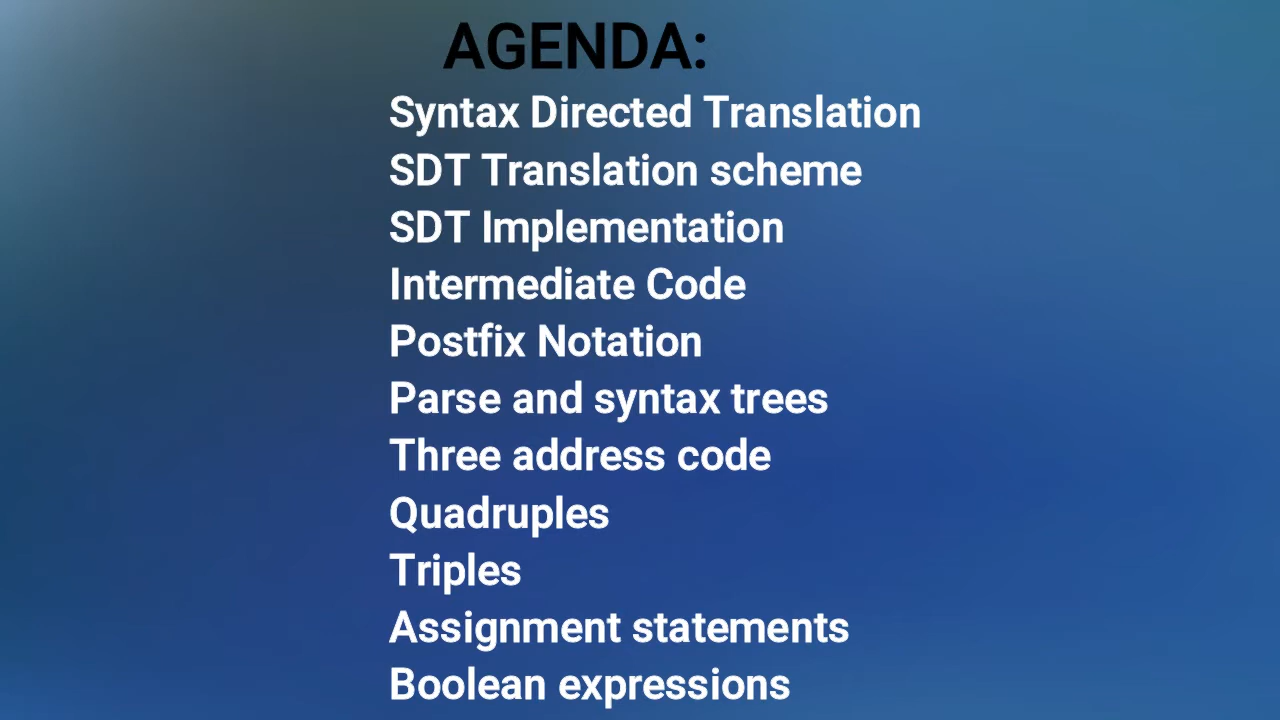 AGENDA:
Syntax Directed Translation
SDT Translation scheme
SDT Implementation
Intermediate Code
Postfix Notation
Parse and syntax trees
Three address code
Quadruples
Triples
Assignment statements
Boolean expressions